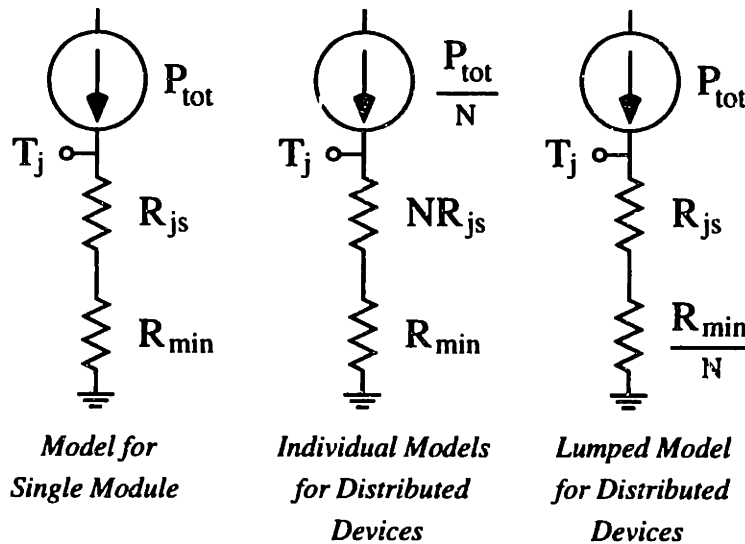 P_tot
T_j
R_js
R_min
Model for
Single Module
P_tot
N
T_j
NR_js
R_min
Individual Models
for Distributed
Devices
P_tot
T_j
R_js
R_min
N
Lumped Model
for Distributed
Devices